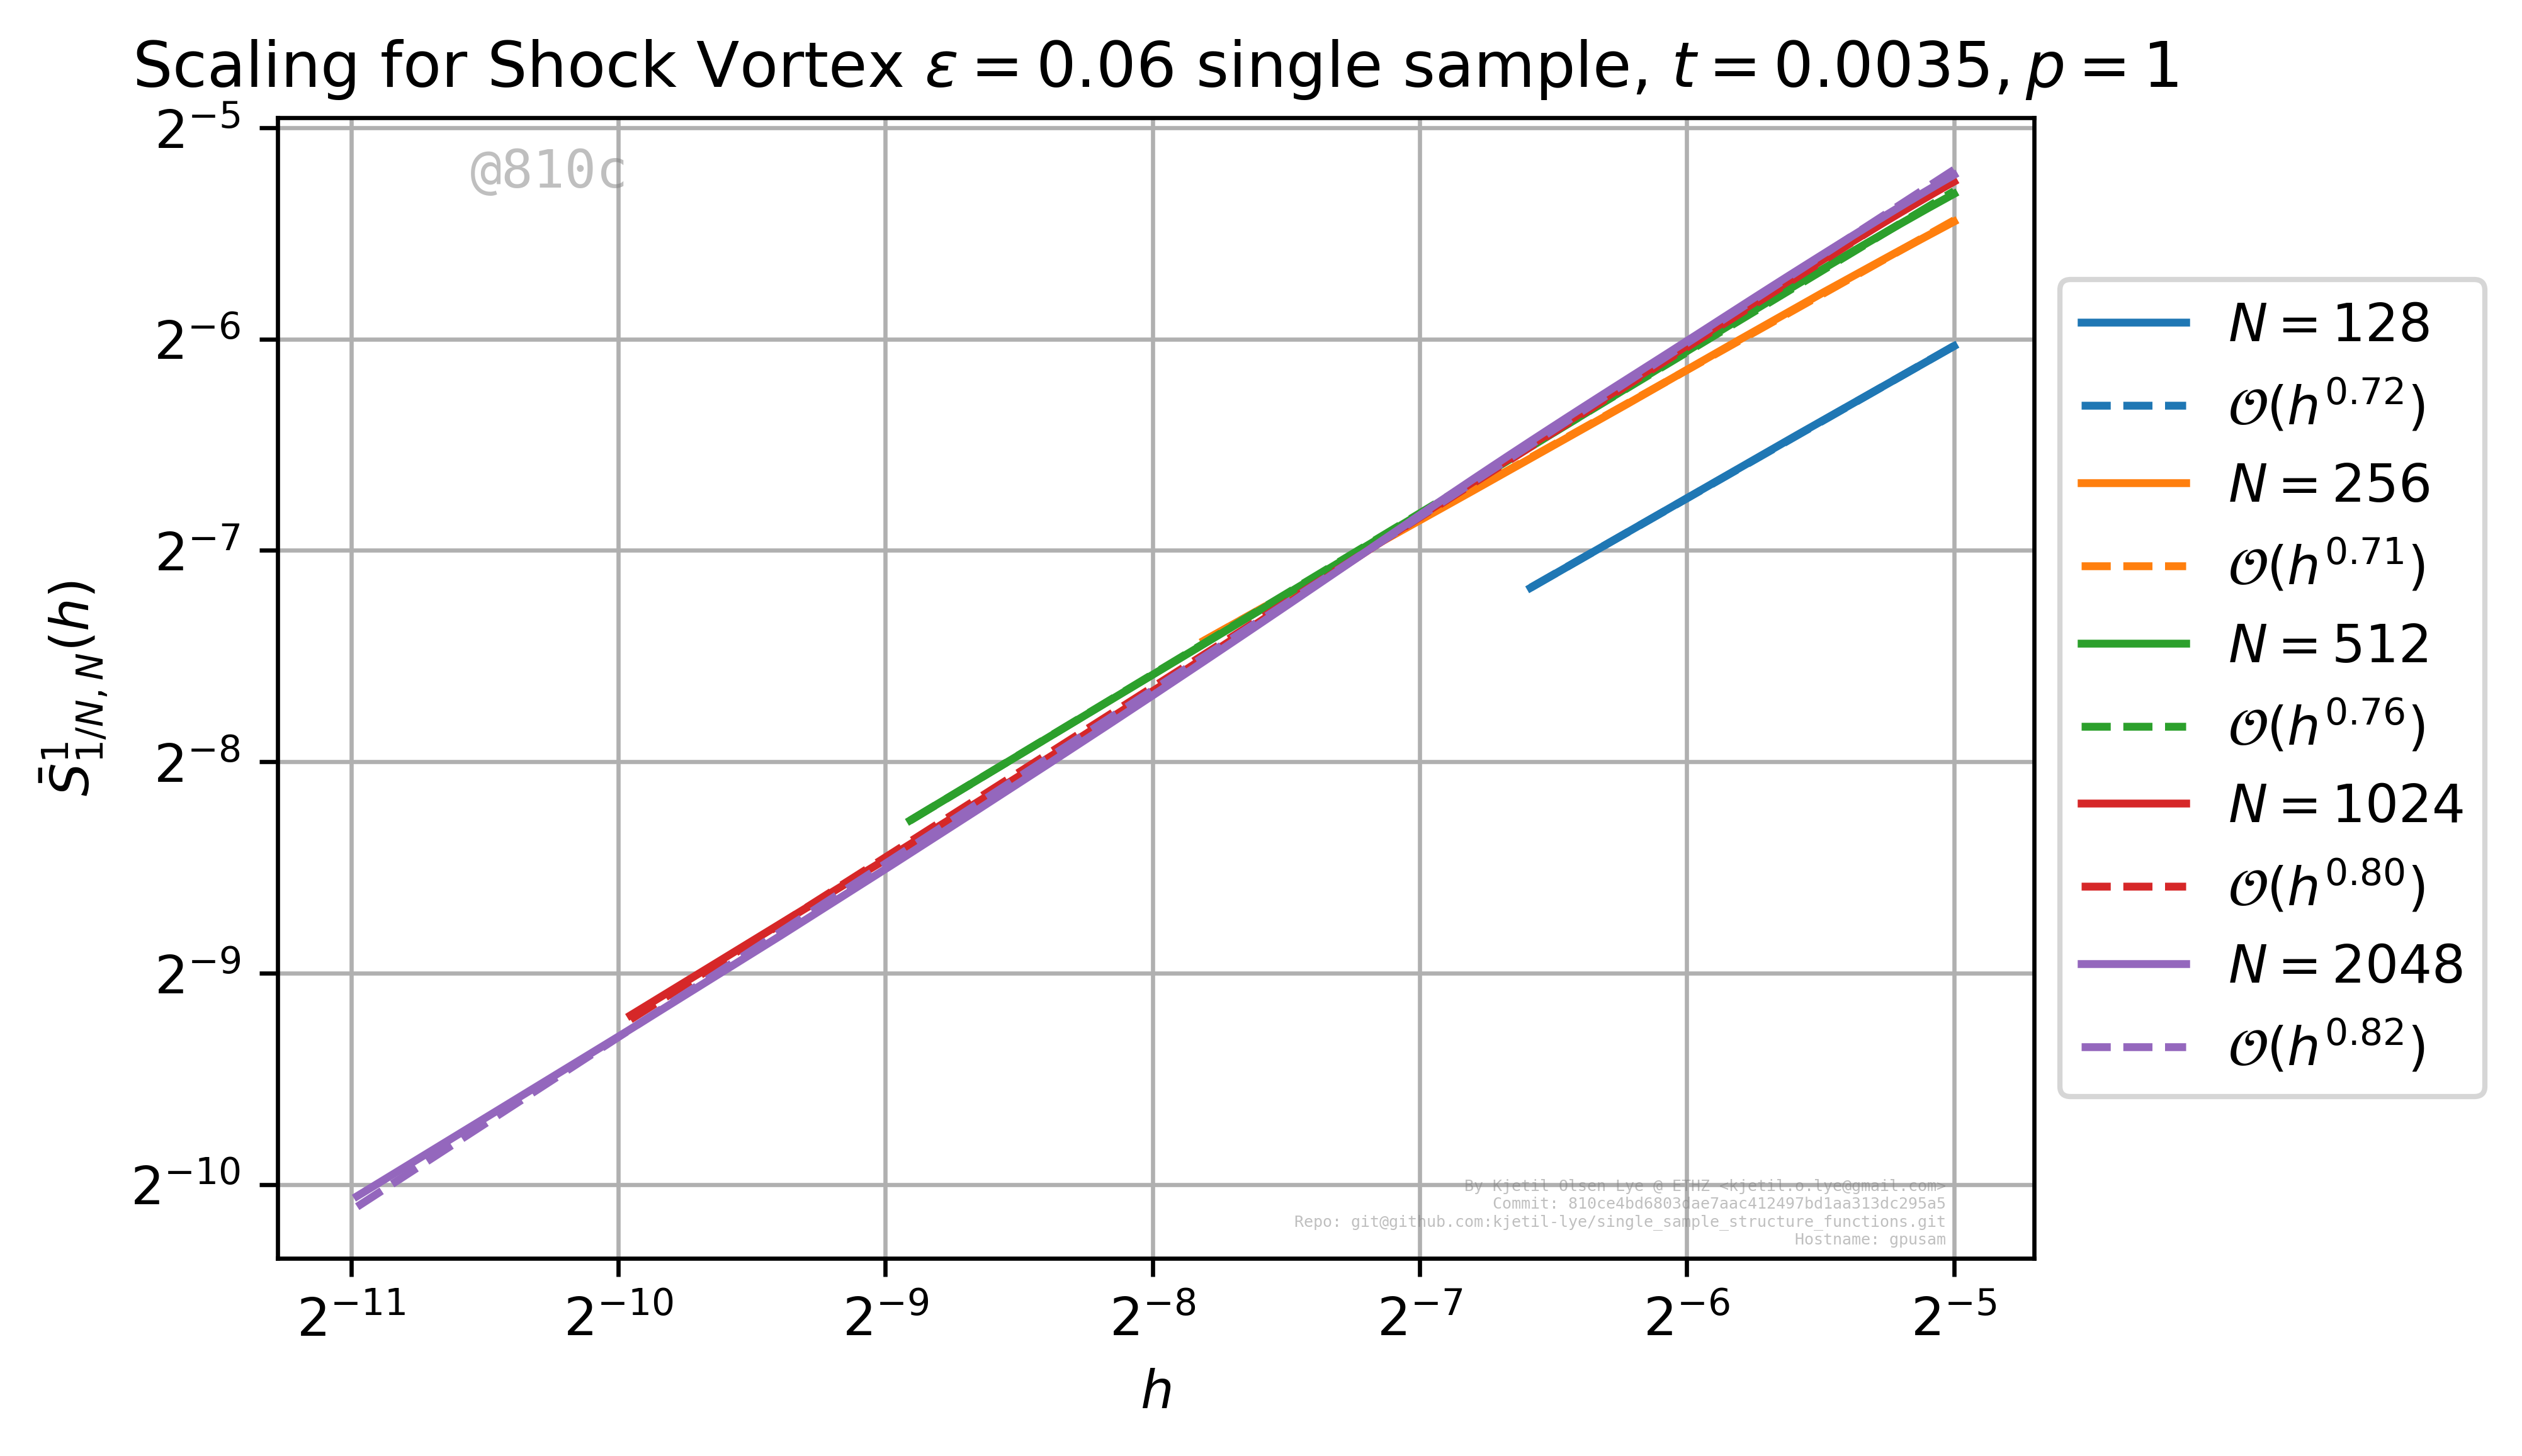 Scaling for Shock Vortex ε = 0.06 single sample, t = 0.0035, p = 1
@810c
2⁻⁵
2⁻⁶
2⁻⁷
2⁻⁸
2⁻⁹
2⁻¹⁰
S̄¹_{1/N, N}(h)
2⁻¹¹
2⁻¹⁰
2⁻⁹
2⁻⁸
2⁻⁷
2⁻⁶
2⁻⁵
h
N = 128
𝒪(h^{0.72})
N = 256
𝒪(h^{0.71})
N = 512
𝒪(h^{0.76})
N = 1024
𝒪(h^{0.80})
N = 2048
𝒪(h^{0.82})
By Kjetil Olsen Lye @ ETHZ <kjetil.o.lye@gmail.com>
Commit: 810ce4bd6803dae7aac412497bd1aa313dc295a5
Repo: git@github.com:kjetil-lye/single_sample_structure_functions.git
Hostname: gpusam